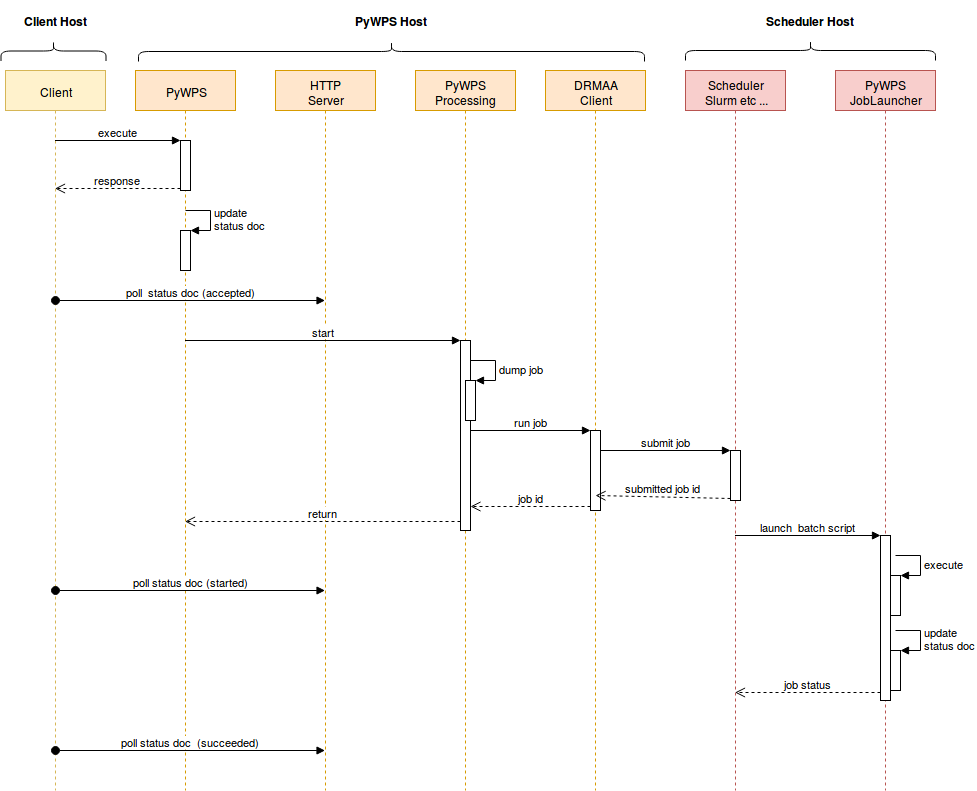 Client Host
PyWPS Host
Scheduler Host
Client
PyWPS
HTTP
Server
PyWPS
Processing
DRMAA
Client
Scheduler
Slurm etc ...
PyWPS
JobLauncher
execute
response
update
status doc
poll status doc (accepted)
start
dump job
run job
submit job
submitted job id
job id
return
launch batch script
execute
poll status doc (started)
update
status doc
job status
poll status doc (succeeded)